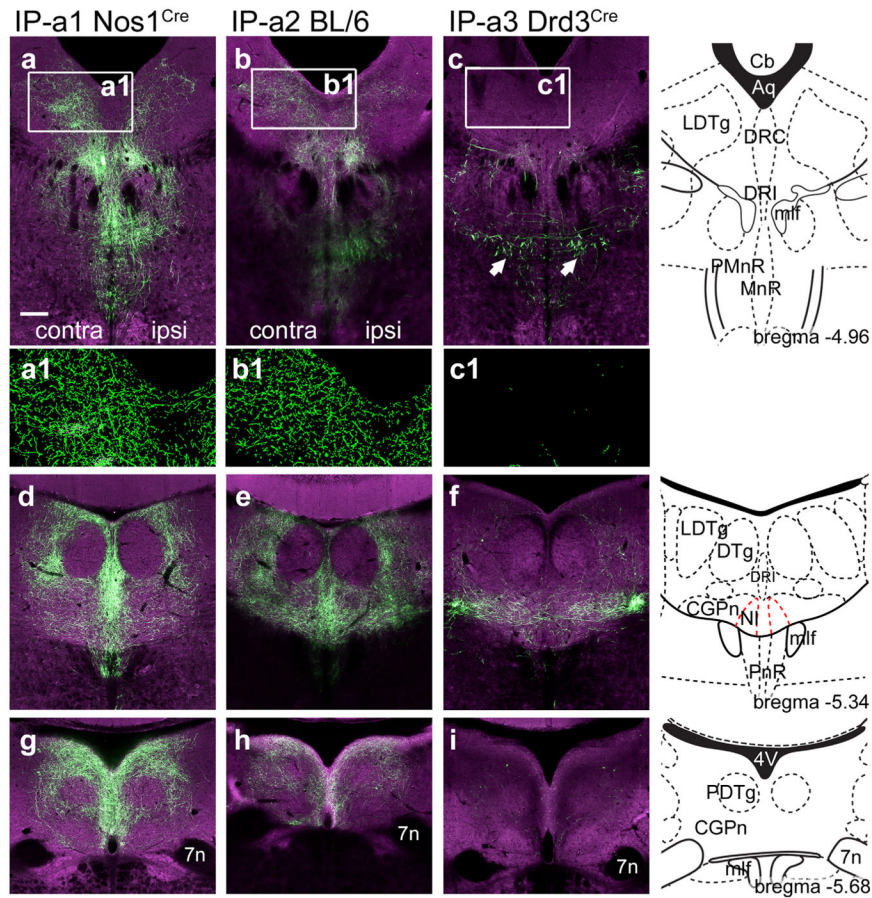 IP-a1 Nos1Cre IP-a2 BL/6 IP-a3 Drd3Cre
a a1 b b1 c c1
contra ipsi contra ipsi
Cb
Aq
LDTg
DRC
DRI
mlf
PMnR
MnR
bregma -4.96
a1 b1 c1
d e f
LDTg
DTg
DRI
CGPn
NI
mlf
PnR
bregma -5.34
g h i
7n 7n 7n
4V
PDTg
CGPn
7n
mlf
bregma -5.68